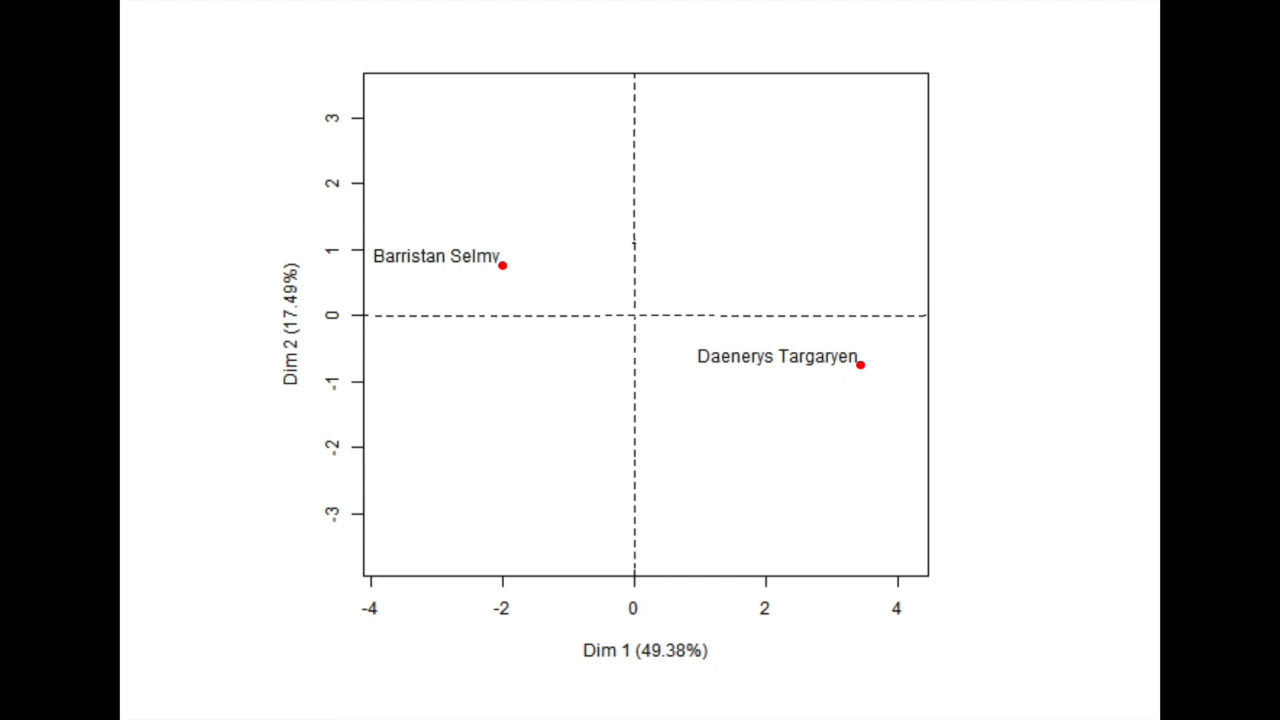 3
2
1
Barristan Selmy
0
Daenerys Targaryen
-1
-2
-3
Dim 2 (17.49%)
-4 -2 0 2 4
Dim 1 (49.38%)